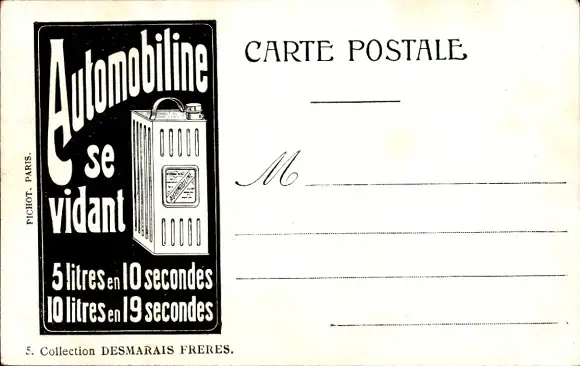 Automobiline
se
vidant
5 litres en 10 secondes
10 litres en 19 secondes
PICHOT. PARIS.
5. Collection DESMARAIS FRERES.
CARTE POSTALE
M